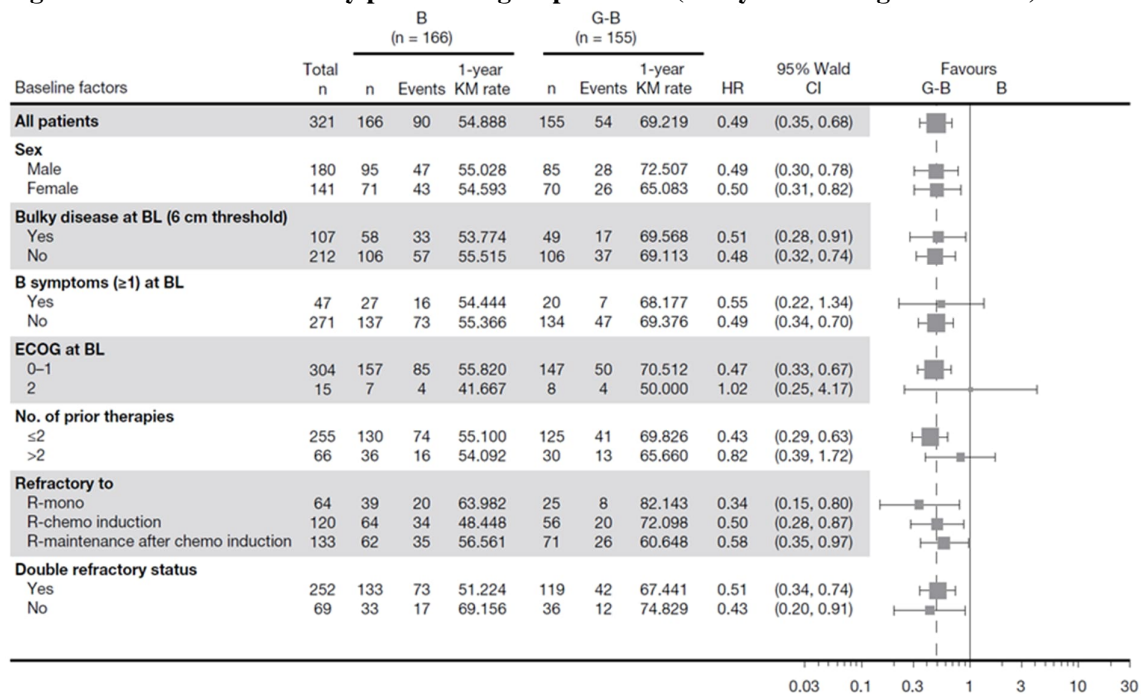 B G-B
(n = 166) (n = 155)
Total 1-year 1-year 95% Wald Favours
Baseline factors n n Events KM rate n Events KM rate HR CI G-B B
All patients 321 166 90 54.888 155 54 69.219 0.49 (0.35, 0.68)
Sex
Male 180 95 47 55.028 85 28 72.507 0.49 (0.30, 0.78)
Female 141 71 43 54.593 70 26 65.083 0.50 (0.31, 0.82)
Bulky disease at BL (6 cm threshold)
Yes 107 58 33 53.774 49 17 69.568 0.51 (0.28, 0.91)
No 212 106 57 55.515 106 37 69.113 0.48 (0.32, 0.74)
B symptoms (≥1) at BL
Yes 47 27 16 54.444 20 7 68.177 0.55 (0.22, 1.34)
No 271 137 73 55.366 134 47 69.376 0.49 (0.34, 0.70)
ECOG at BL
0–1 304 157 85 55.820 147 50 70.512 0.47 (0.33, 0.67)
2 15 7 4 41.667 8 4 50.000 1.02 (0.25, 4.17)
No. of prior therapies
≤2 255 130 74 55.100 125 41 69.826 0.43 (0.29, 0.63)
>2 66 36 16 54.092 30 13 65.660 0.82 (0.39, 1.72)
Refractory to
R-mono 64 39 20 63.982 25 8 82.143 0.34 (0.15, 0.80)
R-chemo induction 120 64 34 48.448 56 20 72.098 0.50 (0.28, 0.87)
R-maintenance after chemo induction 133 62 35 56.561 71 26 60.648 0.58 (0.35, 0.97)
Double refractory status
Yes 252 133 73 51.224 119 42 67.441 0.51 (0.34, 0.74)
No 69 33 17 69.156 36 12 74.829 0.43 (0.20, 0.91)
0.03 0.1 0.3 1 3 10 30